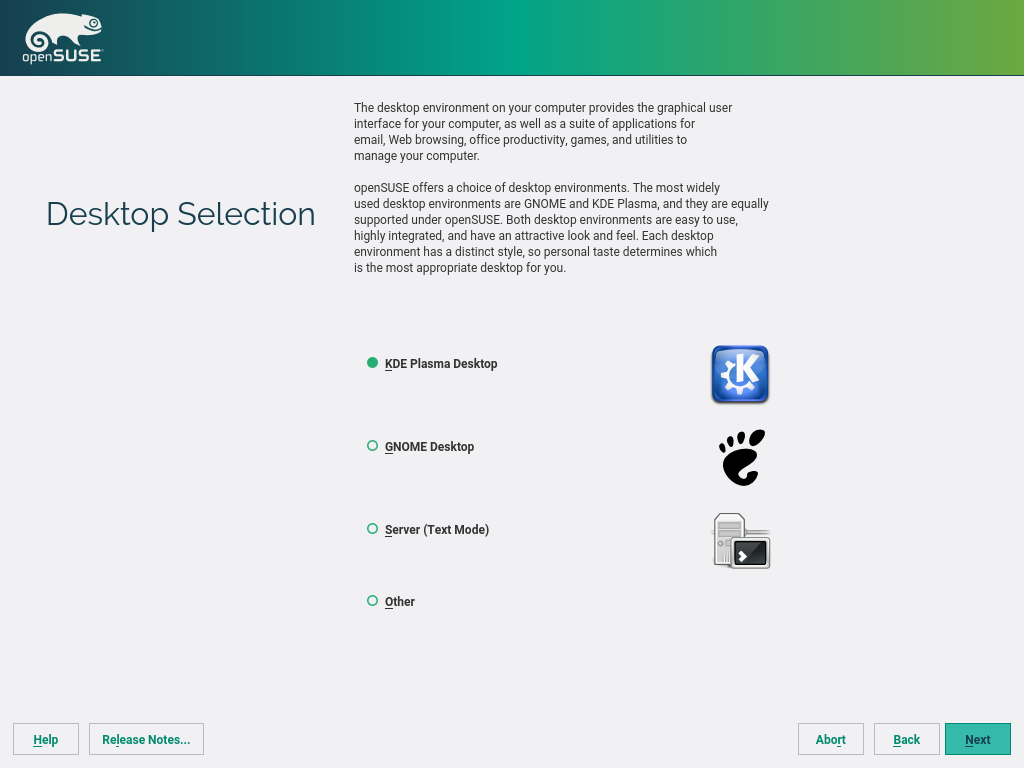 openSUSE
The desktop environment on your computer provides the graphical user
interface for your computer, as well as a suite of applications for
email, Web browsing, office productivity, games, and utilities to
manage your computer.
Desktop Selection
openSUSE offers a choice of desktop environments. The most widely
used desktop environments are GNOME and KDE Plasma, and they are equally
supported under openSUSE. Both desktop environments are easy to use,
highly integrated, and have an attractive look and feel. Each desktop
environment has a distinct style, so personal taste determines which
is the most appropriate desktop for you.
KDE Plasma Desktop
GNOME Desktop
Server (Text Mode)
Other
Help
Release Notes...
Abort
Back
Next